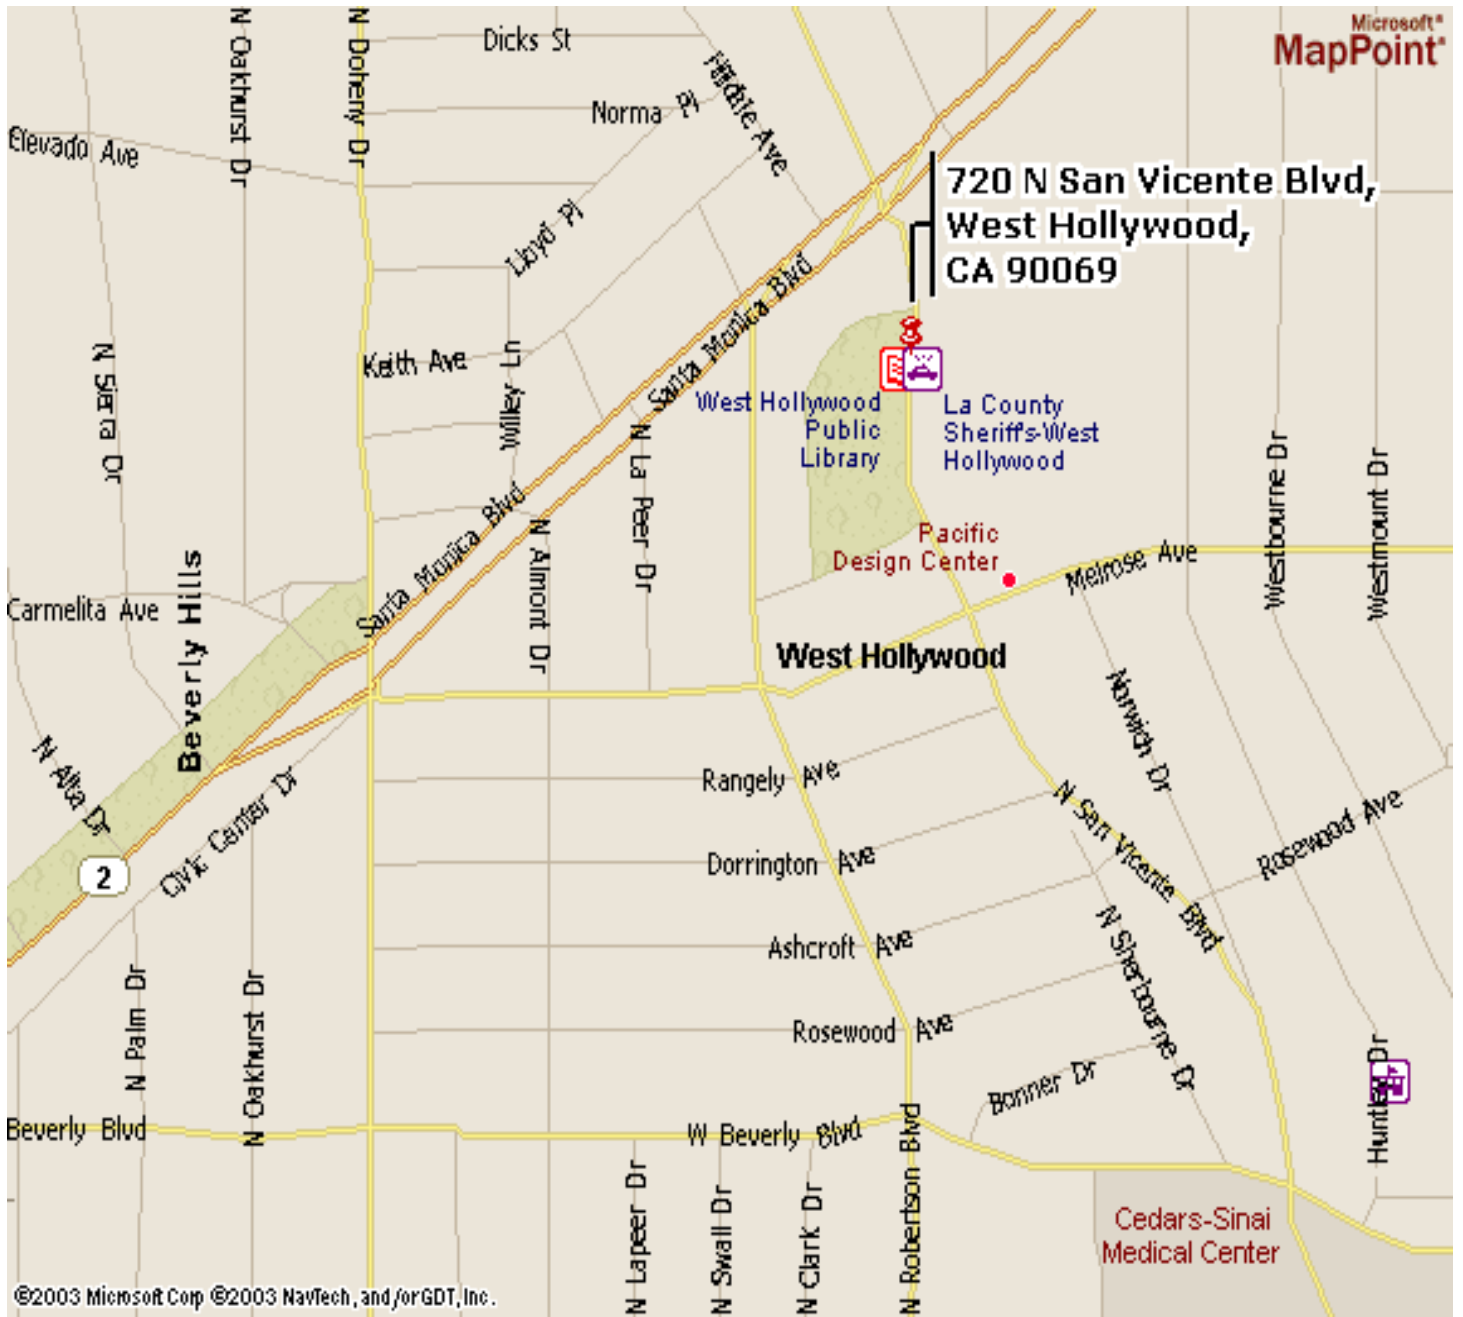 Microsoft®
MapPoint®
N Oakhurst Dr
N Doheny Dr
Dicks St
Hilldale Ave
Norma Pl
Elevado Ave
720 N San Vicente Blvd,
West Hollywood,
CA 90069
Lloyd Pl
Santa Monica Blvd
N Sierra Dr
Keith Ave
Willey Ln
West Hollywood
Public
Library
La County
Sheriff's-West
Hollywood
N La Peer Dr
Westbourne Dr
Westmount Dr
Santa Monica Blvd
N Almont Dr
Pacific
Design Center
Melrose Ave
Carmelita Ave
Beverly Hills
West Hollywood
Norwich Dr
N Alta Dr
Civic Center Dr
Rangely Ave
N San Vicente Blvd
Rosewood Ave
2
Dorrington Ave
Ashcroft Ave
N Sherbourne Dr
N Palm Dr
N Oakhurst Dr
Rosewood Ave
Bonner Dr
Huntley Dr
Beverly Blvd
W Beverly Blvd
N Robertson Blvd
N Lapeer Dr
N Swall Dr
N Clark Dr
Cedars-Sinai
Medical Center
©2003 Microsoft Corp ©2003 NavTech, and/or GDT, Inc.